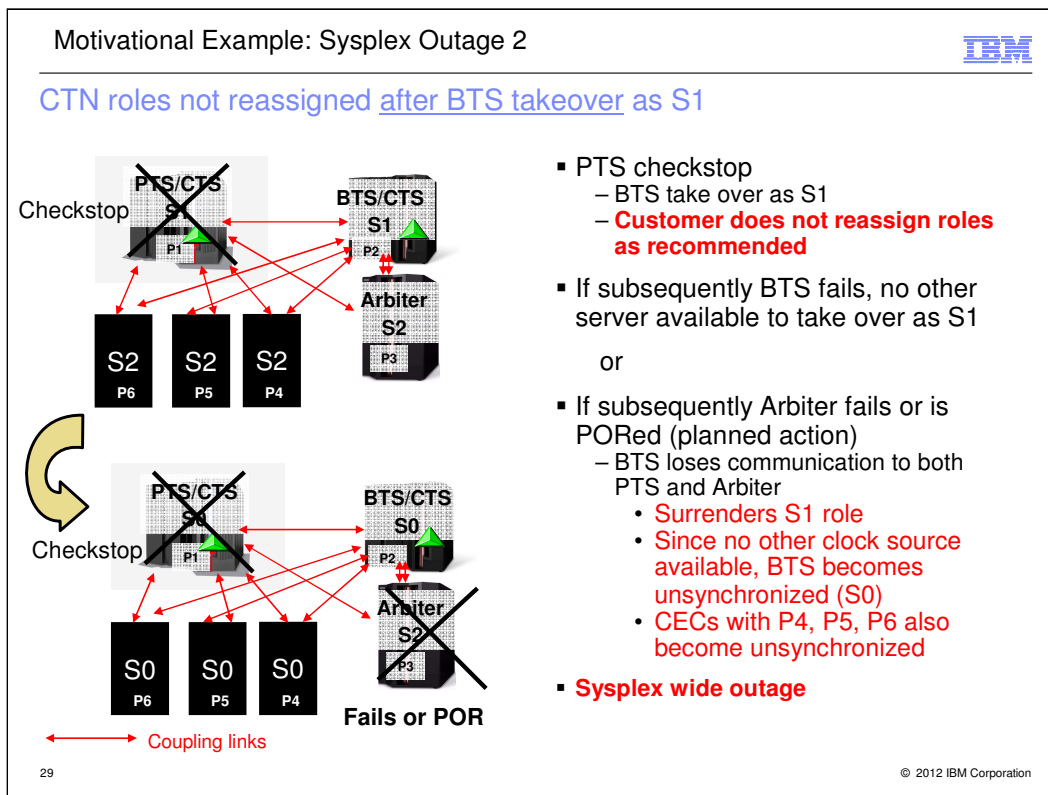 Motivational Example: Sysplex Outage 2
IBM
CTN roles not reassigned after BTS takeover as S1
PTS/CTS
S1
P1
Checkstop
BTS/CTS
S1
P2
Arbiter
S2
P3
S2
P6
S2
P5
S2
P4
PTS/CTS
S0
P1
Checkstop
BTS/CTS
S0
P2
Arbiter
S2
P3
S0
P6
S0
P5
S0
P4
Fails or POR
Coupling links
▪ PTS checkstop
– BTS take over as S1
– Customer does not reassign roles
as recommended
▪ If subsequently BTS fails, no other
server available to take over as S1
or
▪ If subsequently Arbiter fails or is
PORed (planned action)
– BTS loses communication to both
PTS and Arbiter
• Surrenders S1 role
• Since no other clock source
available, BTS becomes
unsynchronized (S0)
• CECs with P4, P5, P6 also
become unsynchronized
▪ Sysplex wide outage
29
© 2012 IBM Corporation